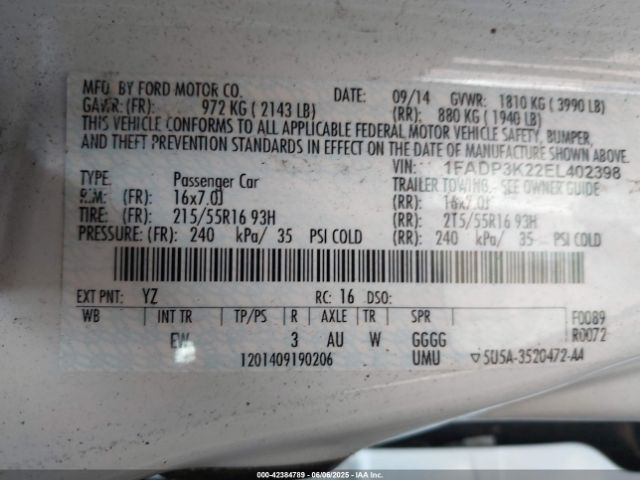 MFD. BY FORD MOTOR CO. DATE: 09/14 GVWR: 1810 KG ( 3990 LB)
GAWR: (FR): 972 KG ( 2143 LB) (RR): 880 KG ( 1940 LB)
THIS VEHICLE CONFORMS TO ALL APPLICABLE FEDERAL MOTOR VEHICLE SAFETY, BUMPER,
AND THEFT PREVENTION STANDARDS IN EFFECT ON THE DATE OF MANUFACTURE SHOWN ABOVE.
VIN: 1FADP3K22EL402398
TYPE: Passenger Car TRAILER TOWING - SEE OWNER GUIDE
RIM: (FR): 16x7.0J (RR): 16x7.0J
TIRE: (FR): 215/55R16 93H (RR): 215/55R16 93H
PRESSURE: (FR): 240 kPa/ 35 PSI COLD (RR): 240 kPa/ 35 PSI COLD
EXT PNT: YZ RC: 16 DSO:
WB INT TR TP/PS R AXLE TR SPR F0089
EW 3 AU W GGGG R0072
1201409190206 UMU ▽5U5A-3520472-AA
000-42384789 06/06/2025 IAAI.COM